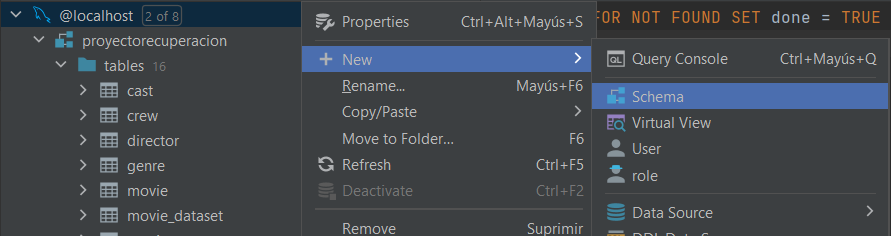 @localhost 2 of 8
proyectorecuperacion
tables 16
cast
crew
director
genre
movie
movie_dataset
Properties Ctrl+Alt+Mayús+S
New
Rename... Mayús+F6
Copy/Paste
Move to Folder... F6
Refresh Ctrl+F5
Deactivate Ctrl+F2
Remove Suprimir
FOR NOT FOUND SET done = TRUE
QL Query Console Ctrl+Mayús+Q
Schema
Virtual View
User
role
Data Source